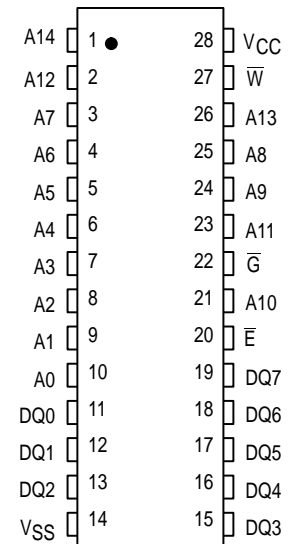 A14 1 28 VCC
A12 2 27 W̅
A7 3 26 A13
A6 4 25 A8
A5 5 24 A9
A4 6 23 A11
A3 7 22 G̅
A2 8 21 A10
A1 9 20 E̅
A0 10 19 DQ7
DQ0 11 18 DQ6
DQ1 12 17 DQ5
DQ2 13 16 DQ4
VSS 14 15 DQ3